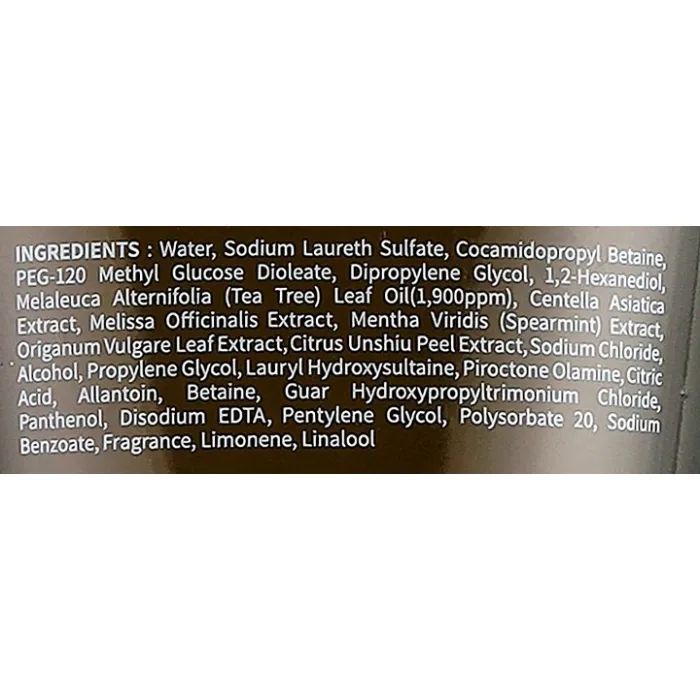 INGREDIENTS : Water, Sodium Laureth Sulfate, Cocamidopropyl Betaine,
PEG-120 Methyl Glucose Dioleate, Dipropylene Glycol, 1,2-Hexanediol,
Melaleuca Alternifolia (Tea Tree) Leaf Oil(1,900ppm), Centella Asiatica
Extract, Melissa Officinalis Extract, Mentha Viridis (Spearmint) Extract,
Origanum Vulgare Leaf Extract, Citrus Unshiu Peel Extract, Sodium Chloride,
Alcohol, Propylene Glycol, Lauryl Hydroxysultaine, Piroctone Olamine, Citric
Acid, Allantoin, Betaine, Guar Hydroxypropyltrimonium Chloride,
Panthenol, Disodium EDTA, Pentylene Glycol, Polysorbate 20, Sodium
Benzoate, Fragrance, Limonene, Linalool